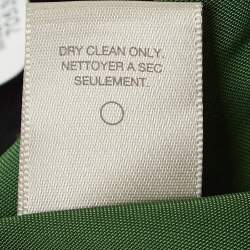 DRY CLEAN ONLY.
NETTOYER A SEC
SEULEMENT.